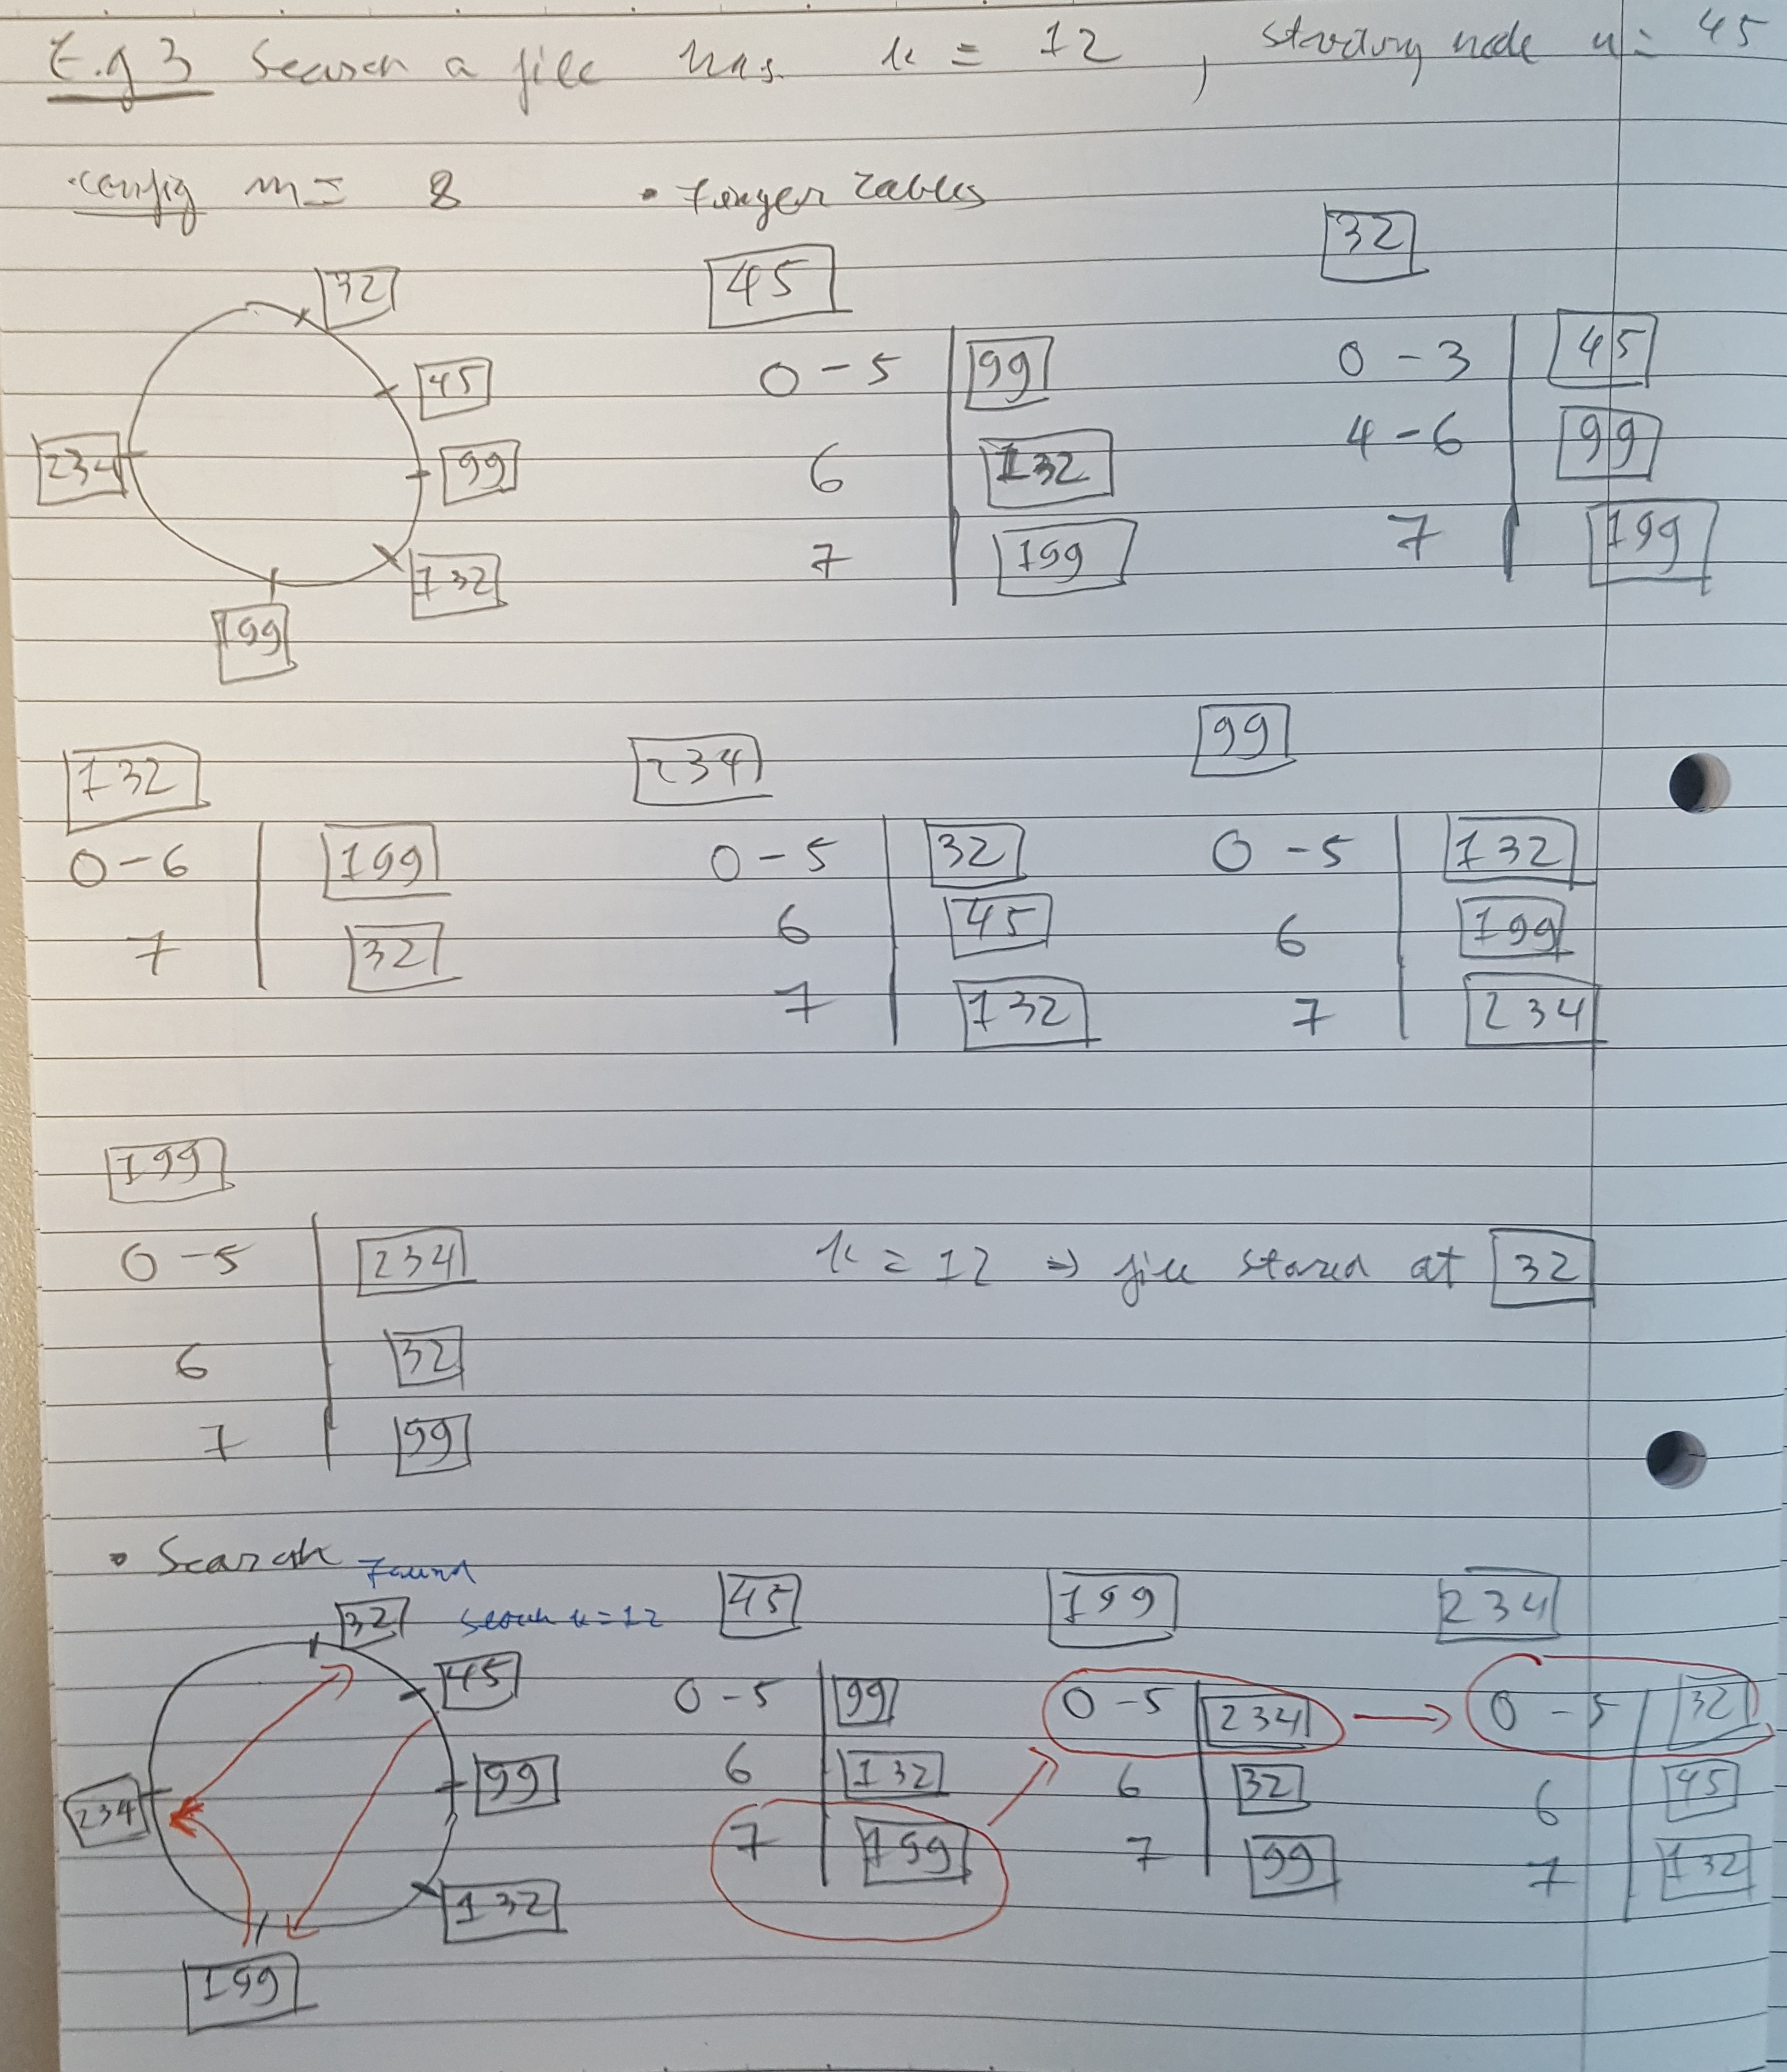 E.g 3 Search a file has k = 12, starting node n = 45
• config m = 8
• Finger tables
32
45
99
132
199
234
45
0 - 5 99
6 132
7 199
32
0 - 3 45
4 - 6 99
7 199
132
0 - 6 199
7 32
234
0 - 5 32
6 45
7 132
99
0 - 5 132
6 199
7 234
199
0 - 5 234
6 32
7 99
k = 12 ⇒ file stored at 32
• Search
Found
32 search k = 12
45
99
132
199
234
45
0 - 5 99
6 132
7 199
199
0 - 5 234
6 32
7 99
234
0 - 5 32
6 45
7 132